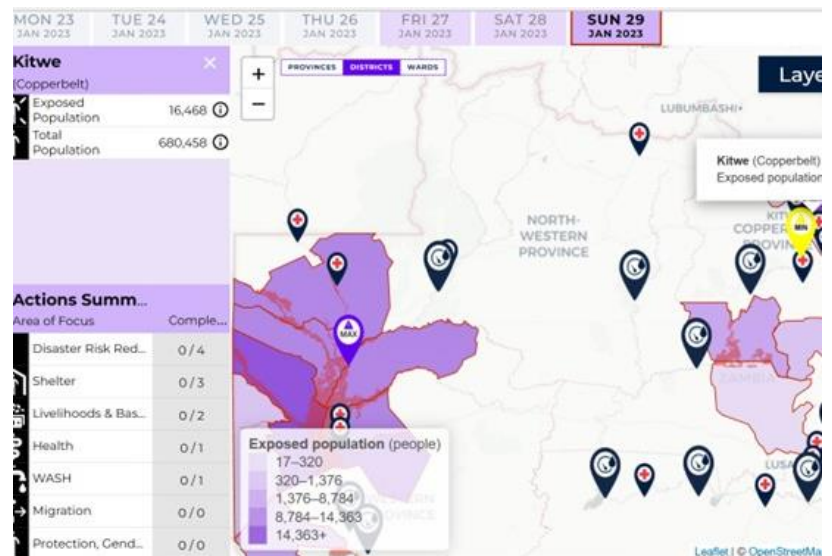 MON 23 TUE 24 WED 25 THU 26 FRI 27 SAT 28 SUN 29
JAN 2023 JAN 2023 JAN 2023 JAN 2023 JAN 2023 JAN 2023 JAN 2023
Kitwe ×
(Copperbelt)
Exposed Population 16,468
Total Population 680,458
Actions Summ...
Area of Focus Comple...
Disaster Risk Red... 0/4
Shelter 0/3
Livelihoods & Bas... 0/2
Health 0/1
WASH 0/1
Migration 0/0
Protection, Gend... 0/0
+
−
PROVINCES DISTRICTS WARDS
Laye
LUBUMBASHI
Kitwe (Copperbelt)
Exposed population
NORTH-
WESTERN
PROVINCE
MIN
MAX
ZAMBIA
LUSA
Exposed population (people)
17–320
320–1,376
1,376–8,784
8,784–14,363
14,363+
Leaflet | © OpenStreetMa